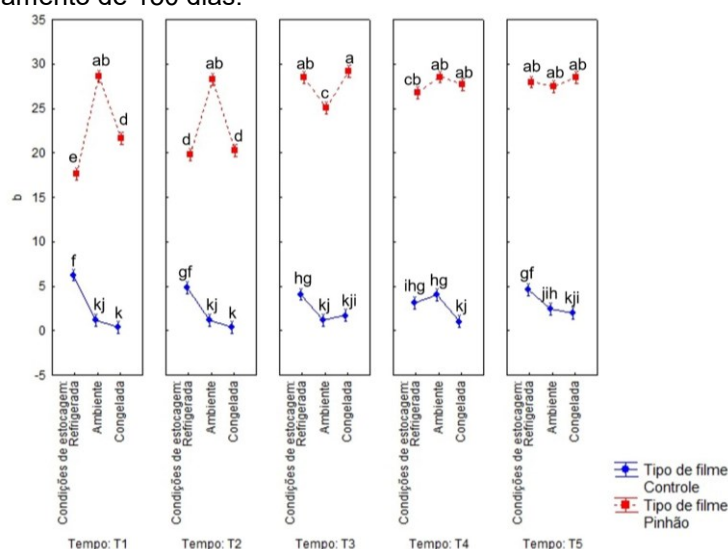 amento de 180 dias.
35
30
25
20
15
10
5
0
-5
b
e
ab
d
f
kj
k
d
ab
d
gf
kj
k
ab
c
a
hg
kj
kji
cb
ab
ab
ihg
hg
kj
ab
ab
ab
gf
jih
kji
Condições de estocagem:
Refrigerada
Ambiente
Congelada
Condições de estocagem:
Refrigerada
Ambiente
Congelada
Condições de estocagem:
Refrigerada
Ambiente
Congelada
Condições de estocagem:
Refrigerada
Ambiente
Congelada
Condições de estocagem:
Refrigerada
Ambiente
Congelada
Tempo: T1
Tempo: T2
Tempo: T3
Tempo: T4
Tempo: T5
Tipo de filme
Controle
Tipo de filme
Pinhão